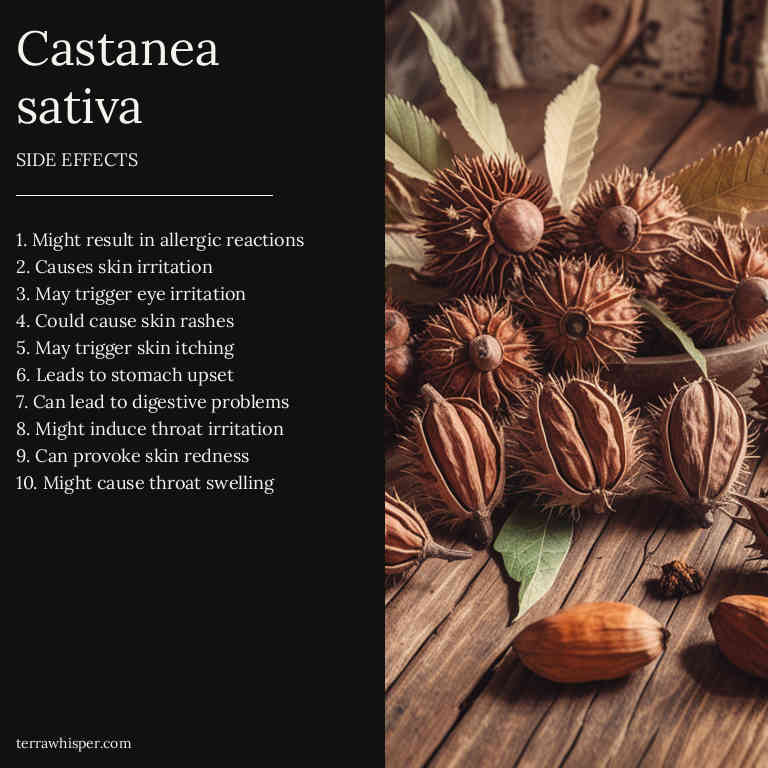 Castanea
sativa
SIDE EFFECTS
1. Might result in allergic reactions
2. Causes skin irritation
3. May trigger eye irritation
4. Could cause skin rashes
5. May trigger skin itching
6. Leads to stomach upset
7. Can lead to digestive problems
8. Might induce throat irritation
9. Can provoke skin redness
10. Might cause throat swelling
terrawhisper.com